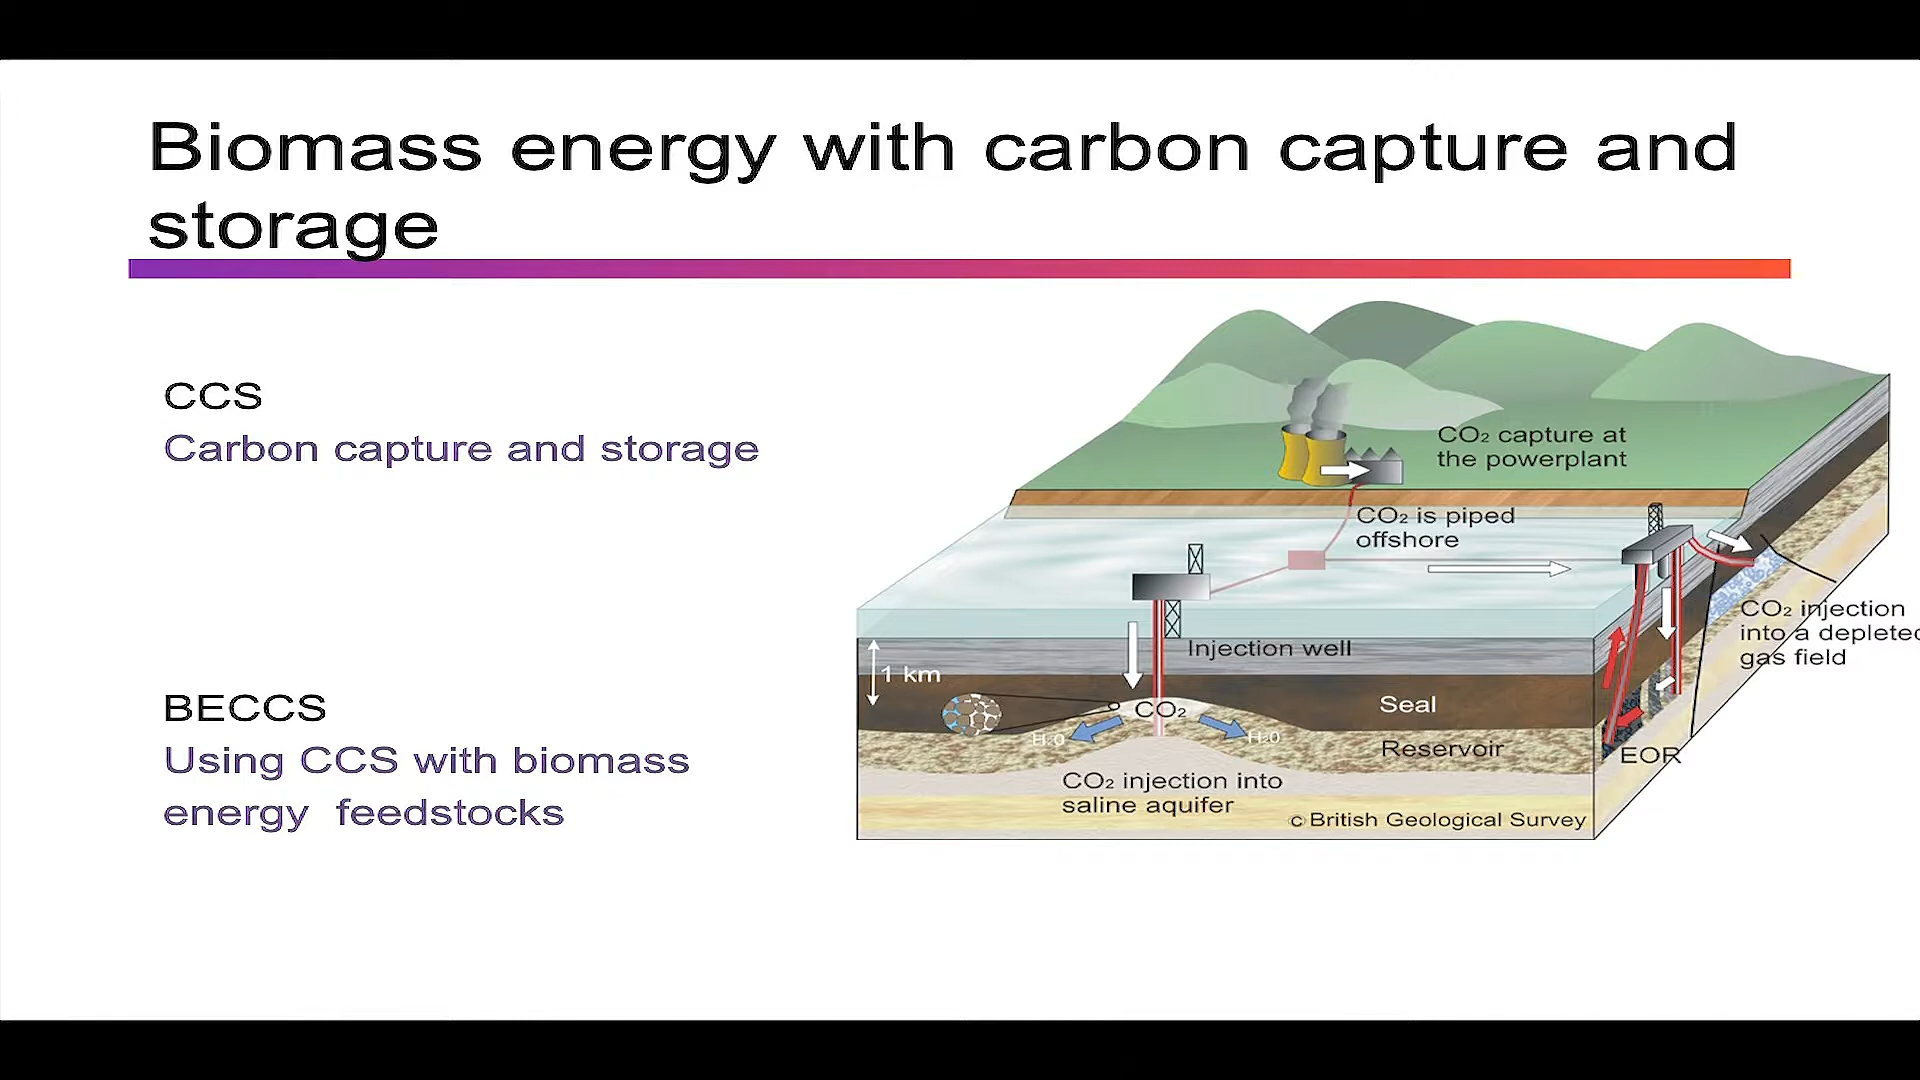 Biomass energy with carbon capture and
storage
CCS
Carbon capture and storage
BECCS
Using CCS with biomass
energy feedstocks
CO₂ capture at
the powerplant
CO₂ is piped
offshore
CO₂ injection
into a depleted
gas field
Injection well
1 km
Seal
CO₂
H₂O
H₂O
Reservoir
EOR
CO₂ injection into
saline aquifer
© British Geological Survey